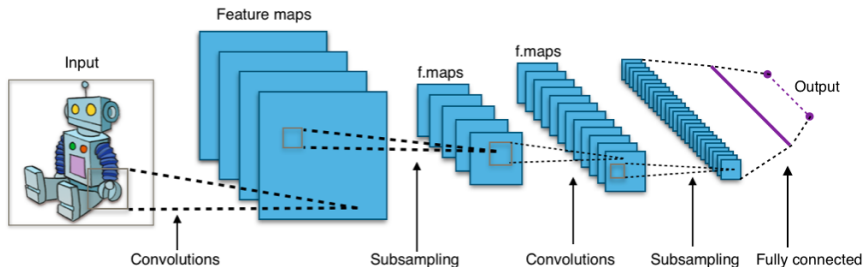 Feature maps
Input
f.maps
f.maps
Output
Convolutions
Subsampling
Convolutions
Subsampling
Fully connected